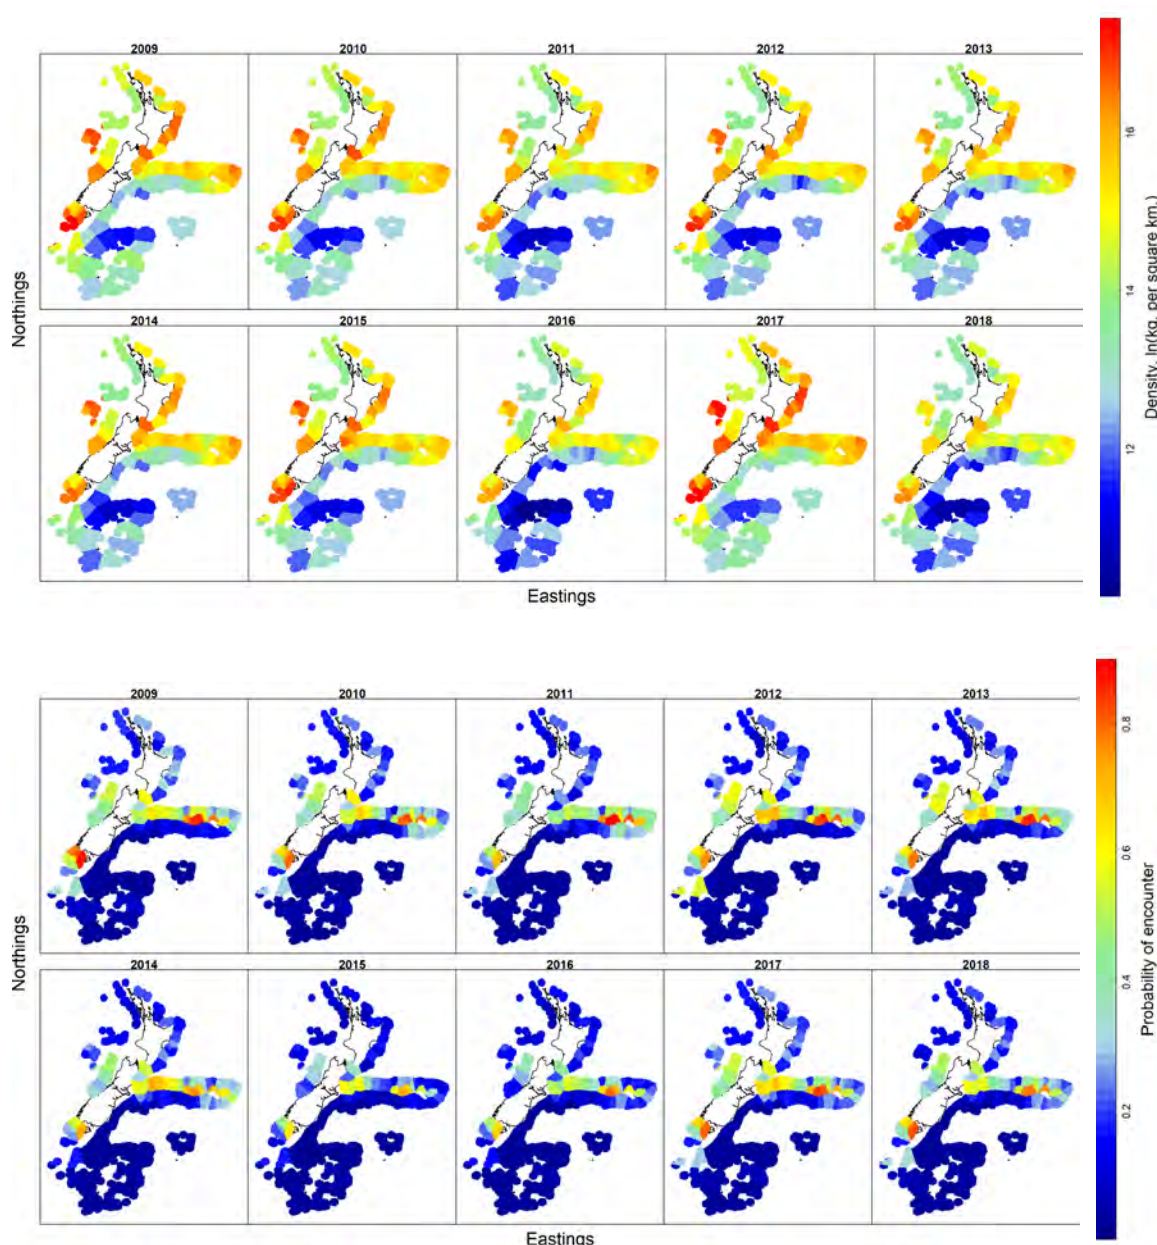 2009 2010 2011 2012 2013
2014 2015 2016 2017 2018
Northings
Eastings
16
14
12
Density, ln(kg. per square km.)
2009 2010 2011 2012 2013
2014 2015 2016 2017 2018
Northings
Eastings
0.8
0.6
0.4
0.2
Probability of encounter